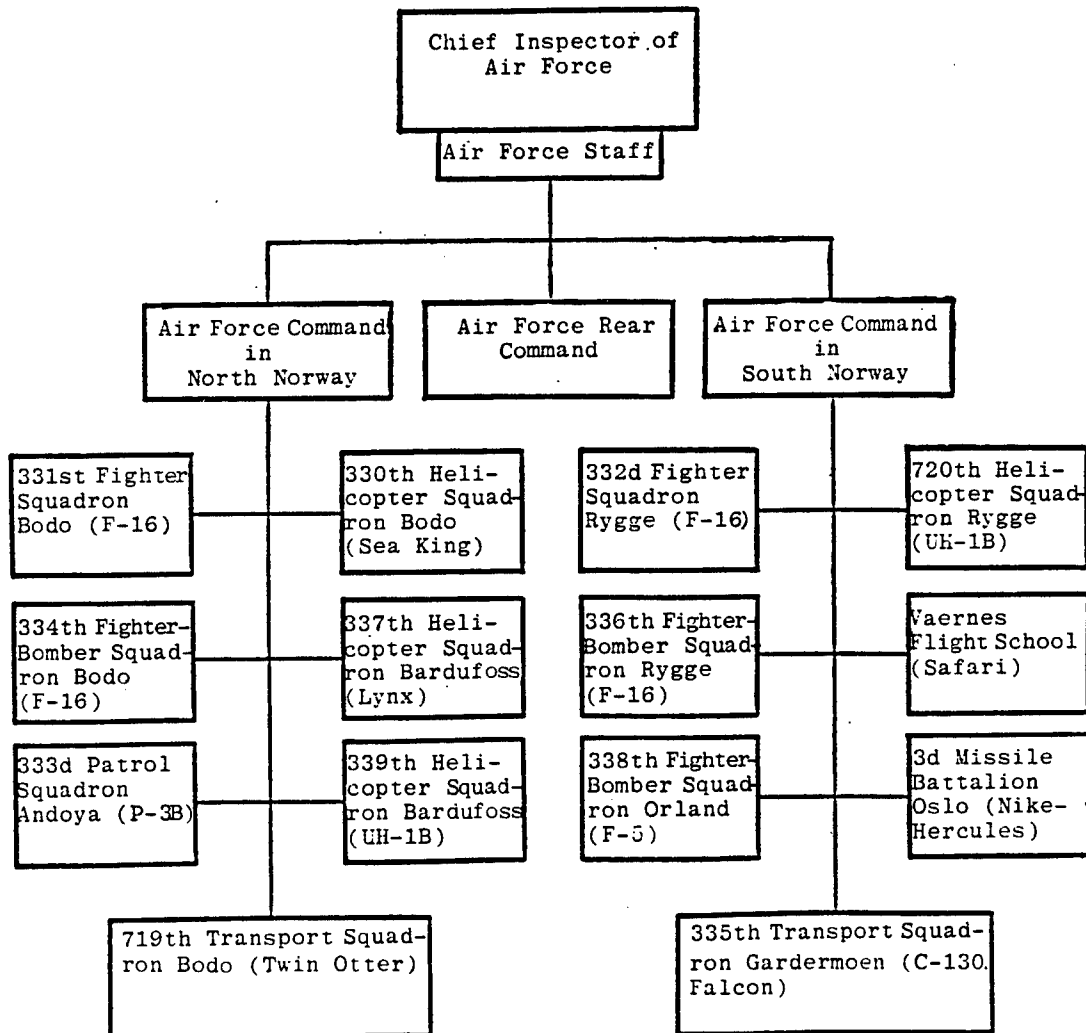 Chief Inspector of
Air Force
Air Force Staff
Air Force Command
in
North Norway
Air Force Rear
Command
Air Force Command
in
South Norway
331st Fighter
Squadron
Bodo (F-16)
330th Heli-
copter Squad-
ron Bodo
(Sea King)
332d Fighter
Squadron
Rygge (F-16)
720th Heli-
copter Squad-
ron Rygge
(UH-1B)
334th Fighter-
Bomber Squad-
ron Bodo
(F-16)
337th Heli-
copter Squad-
ron Bardufoss
(Lynx)
336th Fighter-
Bomber Squad-
ron Rygge
(F-16)
Vaernes
Flight School
(Safari)
333d Patrol
Squadron
Andoya (P-3B)
339th Heli-
copter Squad-
ron Bardufoss
(UH-1B)
338th Fighter-
Bomber Squad-
ron Orland
(F-5)
3d Missile
Battalion
Oslo (Nike-
Hercules)
719th Transport Squad-
ron Bodo (Twin Otter)
335th Transport Squad-
ron Gardermoen (C-130.
Falcon)